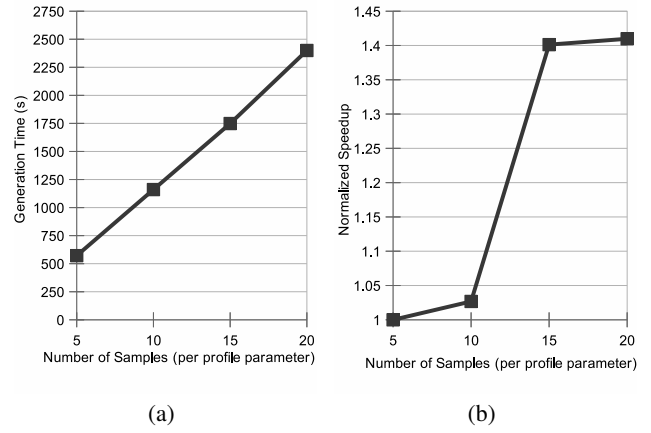 2750
2500
2250
2000
1750
1500
1250
1000
750
500
250
0
Generation Time (s)
5 10 15 20
Number of Samples (per profile parameter)
(a)
1.45
1.4
1.35
1.3
1.25
1.2
1.15
1.1
1.05
1
Normalized Speedup
5 10 15 20
Number of Samples (per profile parameter)
(b)